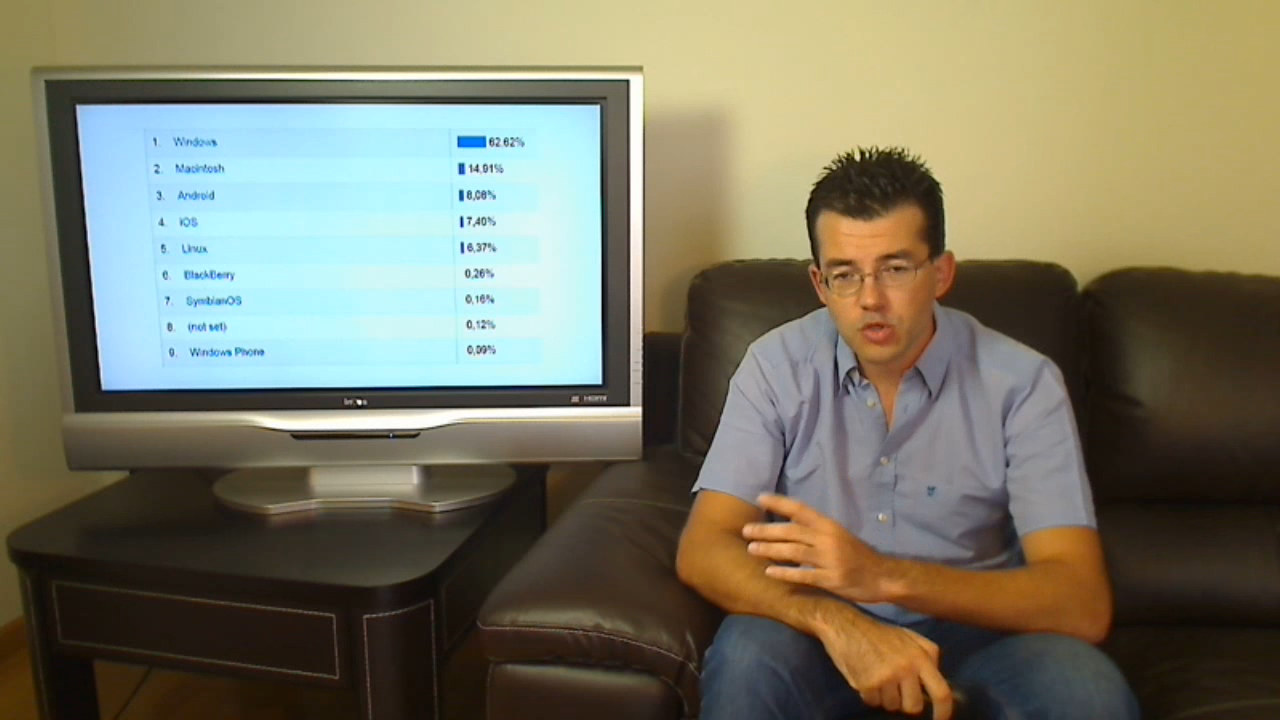 1. Windows 62,62%
2. Macintosh 14,91%
3. Android 8,08%
4. iOS 7,40%
5. Linux 6,37%
6. BlackBerry 0,26%
7. SymbianOS 0,16%
8. (not set) 0,12%
9. Windows Phone 0,09%
HDMI